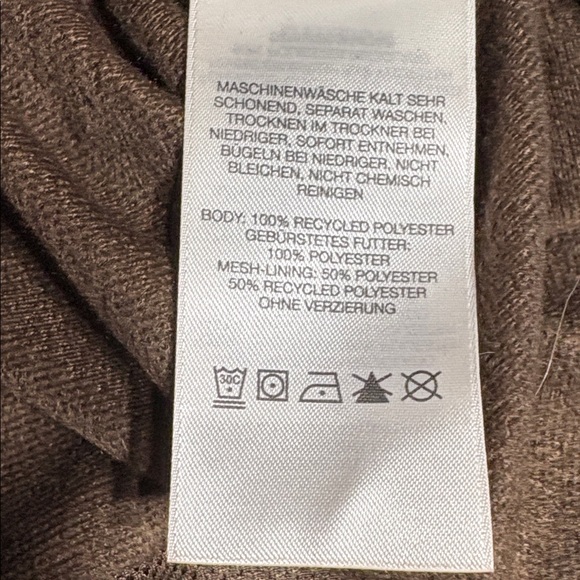 MASCHINENWÄSCHE KALT SEHR
SCHONEND, SEPARAT WASCHEN,
TROCKNEN IM TROCKNER BEI
NIEDRIGER, SOFORT ENTNEHMEN,
BÜGELN BEI NIEDRIGER, NICHT
BLEICHEN, NICHT CHEMISCH
REINIGEN
BODY: 100% RECYCLED POLYESTER
GEBÜRSTETES FUTTER:
100% POLYESTER
MESH-LINING: 50% POLYESTER
50% RECYCLED POLYESTER
OHNE VERZIERUNG
30C